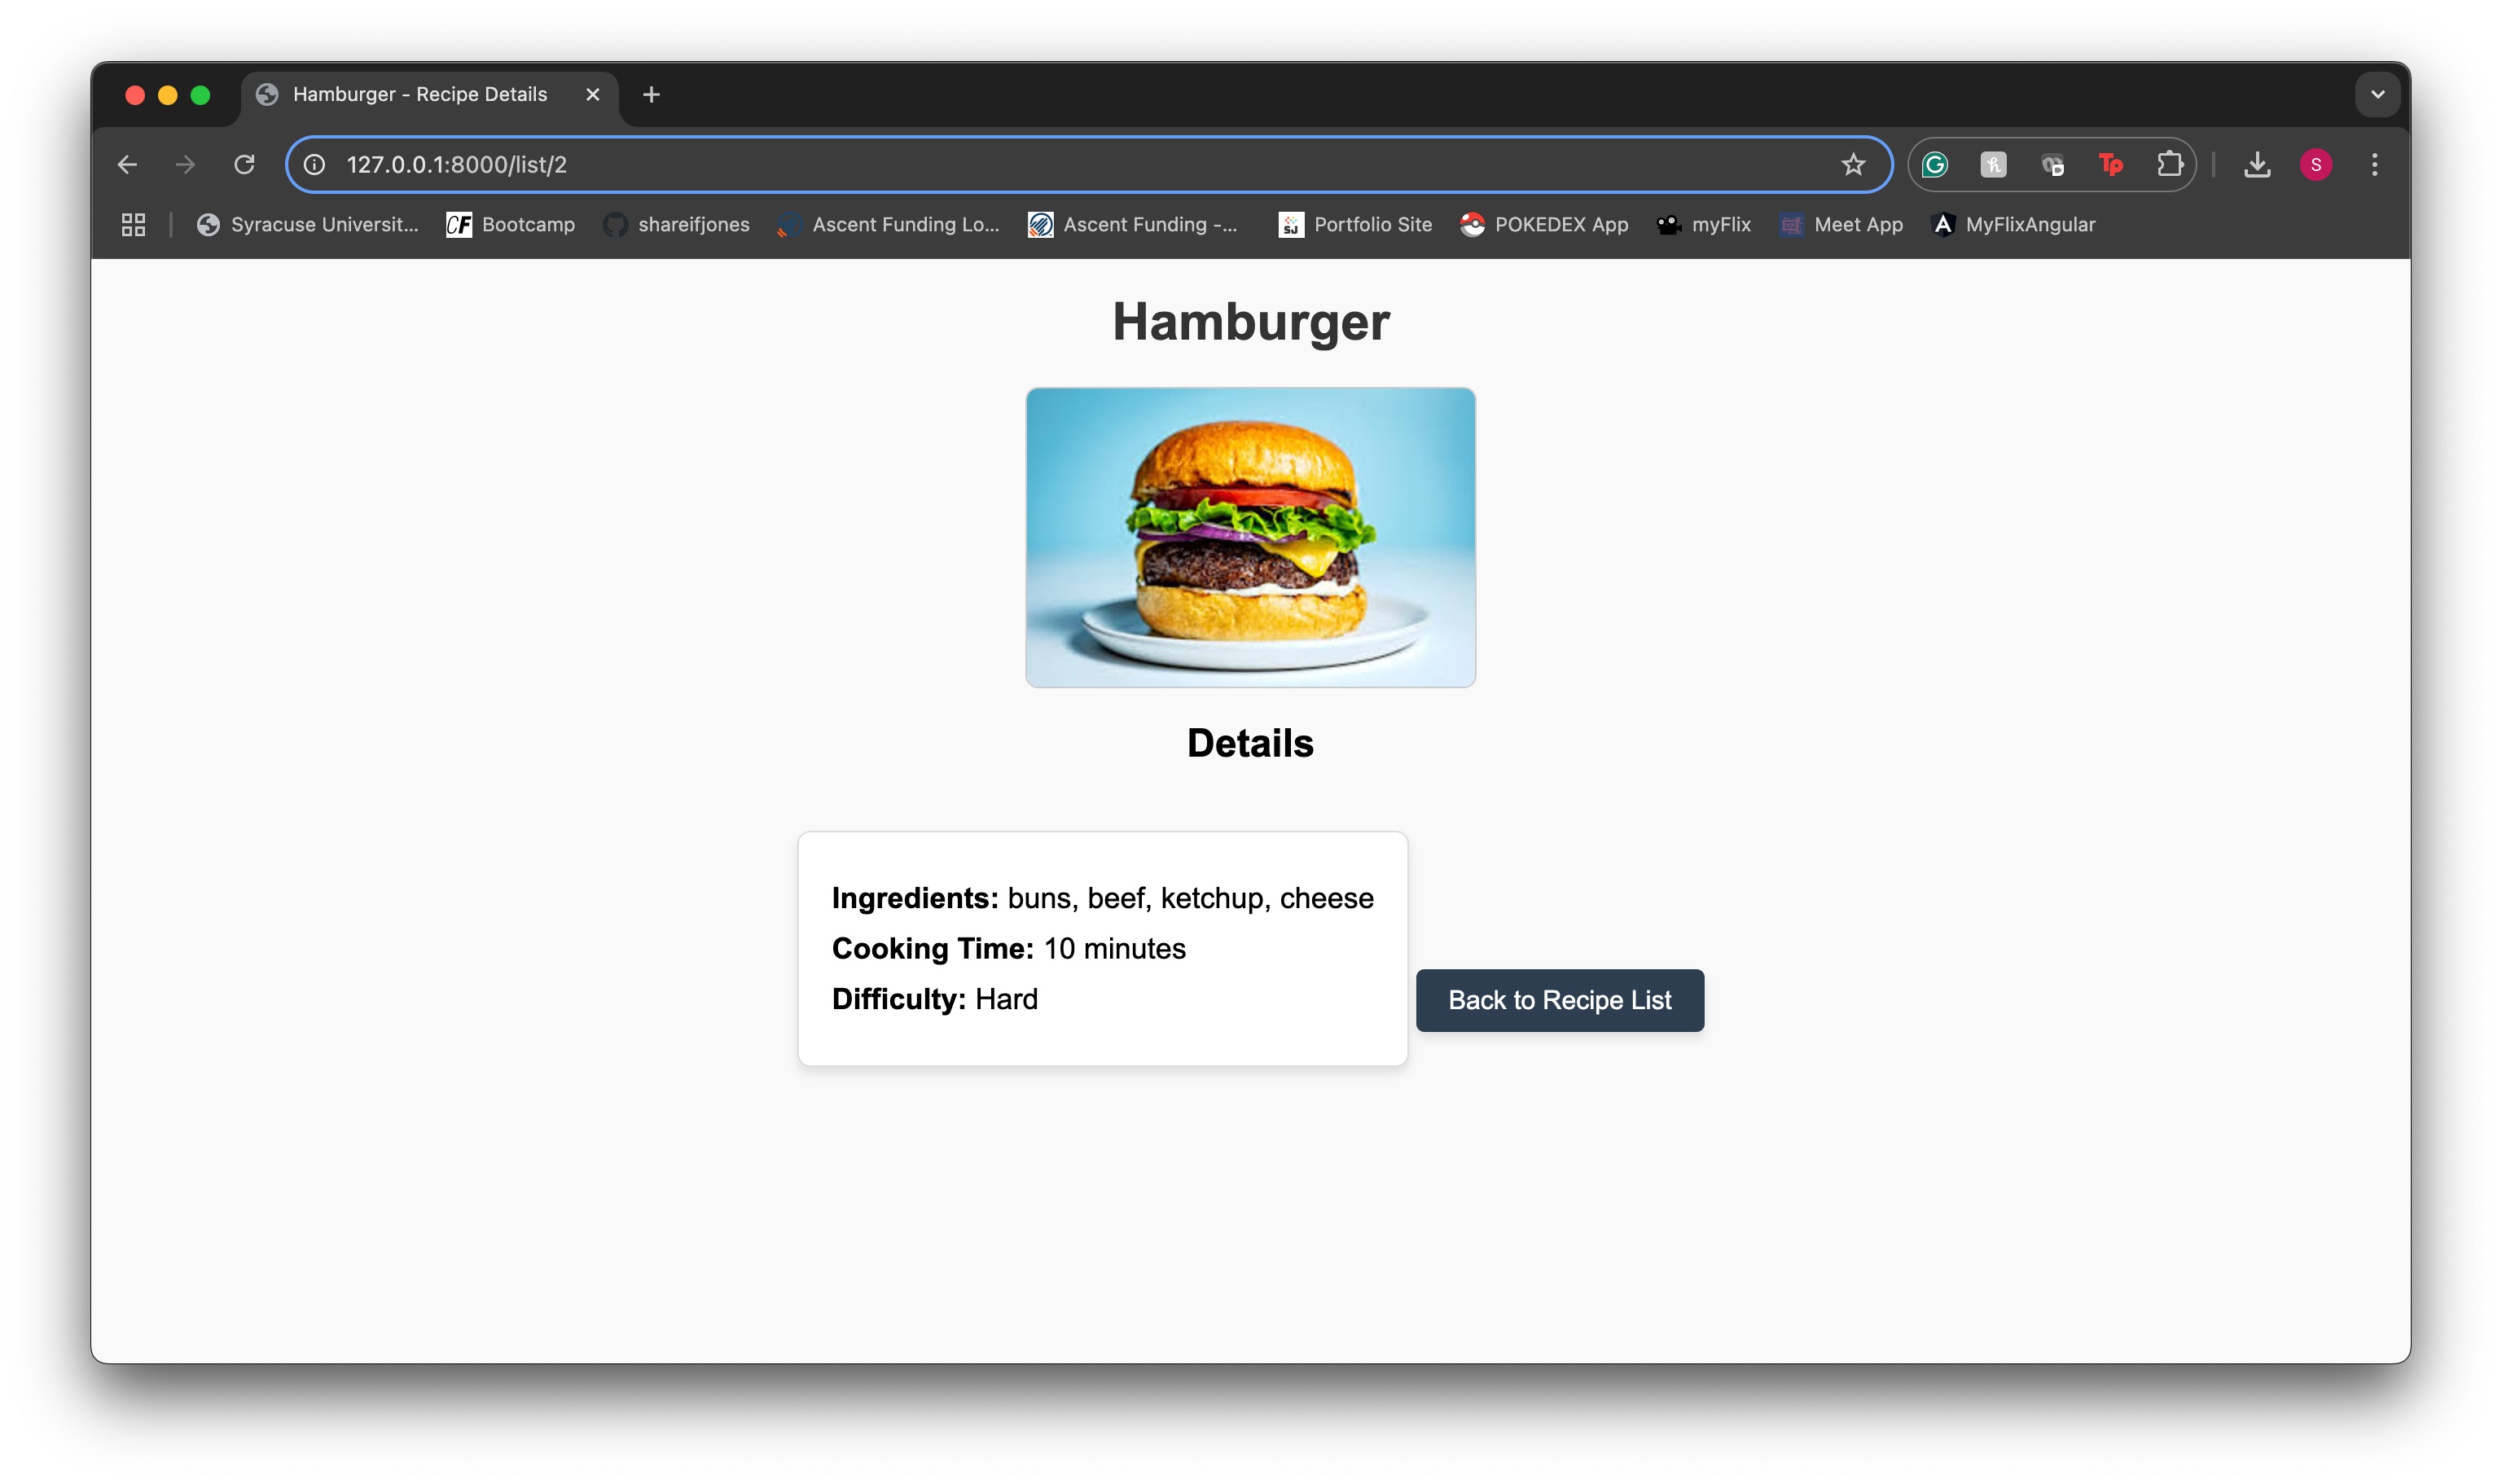 Hamburger - Recipe Details
127.0.0.1:8000/list/2
S
Syracuse Universit... CF Bootcamp shareifjones Ascent Funding Lo... Ascent Funding -... SJ Portfolio Site POKEDEX App myFlix Meet App MyFlixAngular
Hamburger
Details
Ingredients: buns, beef, ketchup, cheese
Cooking Time: 10 minutes
Difficulty: Hard
Back to Recipe List